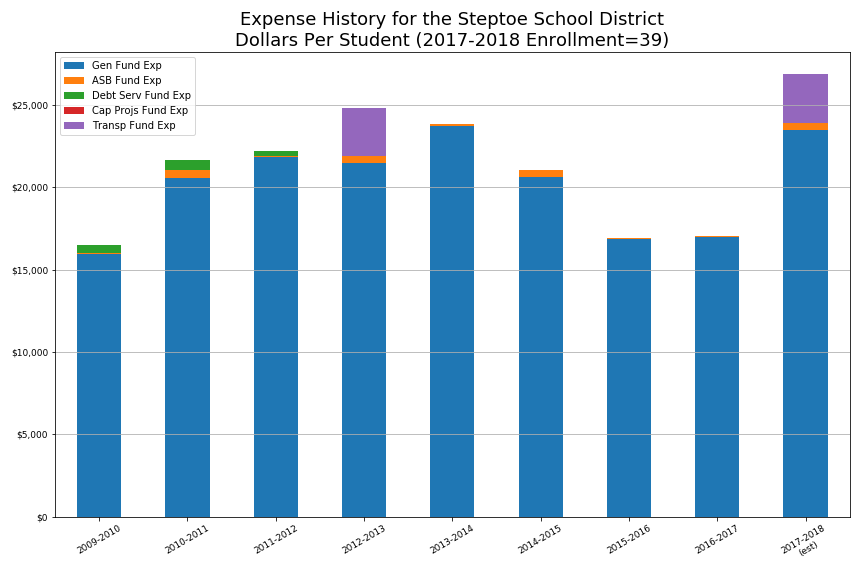 Expense History for the Steptoe School District
Dollars Per Student (2017-2018 Enrollment=39)
Gen Fund Exp
ASB Fund Exp
Debt Serv Fund Exp
Cap Projs Fund Exp
Transp Fund Exp
$25,000
$20,000
$15,000
$10,000
$5,000
$0
2009-2010
2010-2011
2011-2012
2012-2013
2013-2014
2014-2015
2015-2016
2016-2017
2017-2018
(est)